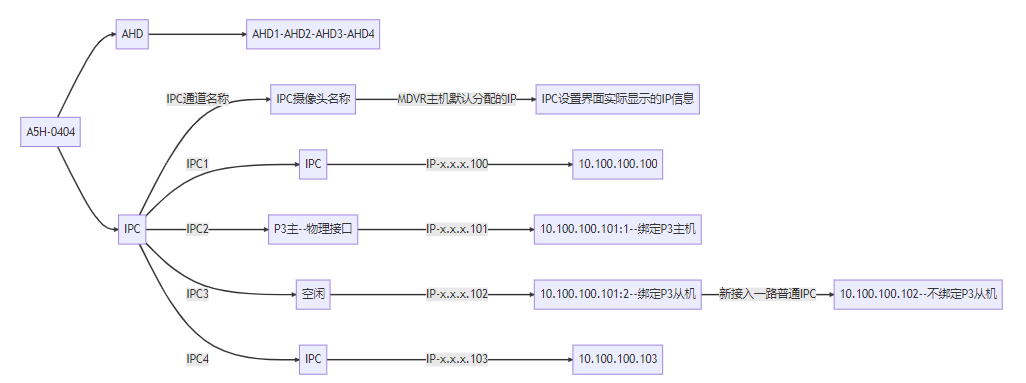 AHD
AHD1-AHD2-AHD3-AHD4
IPC通道名称
IPC摄像头名称
MDVR主机默认分配的IP
IPC设置界面实际显示的IP信息
A5H-0404
IPC1
IPC
IP-x.x.x.100
10.100.100.100
IPC
IPC2
P3主--物理接口
IP-x.x.x.101
10.100.100.101:1--绑定P3主机
IPC3
空闲
IP-x.x.x.102
10.100.100.101:2--绑定P3从机
新接入一路普通IPC
10.100.100.102--不绑定P3从机
IPC4
IPC
IP-x.x.x.103
10.100.100.103